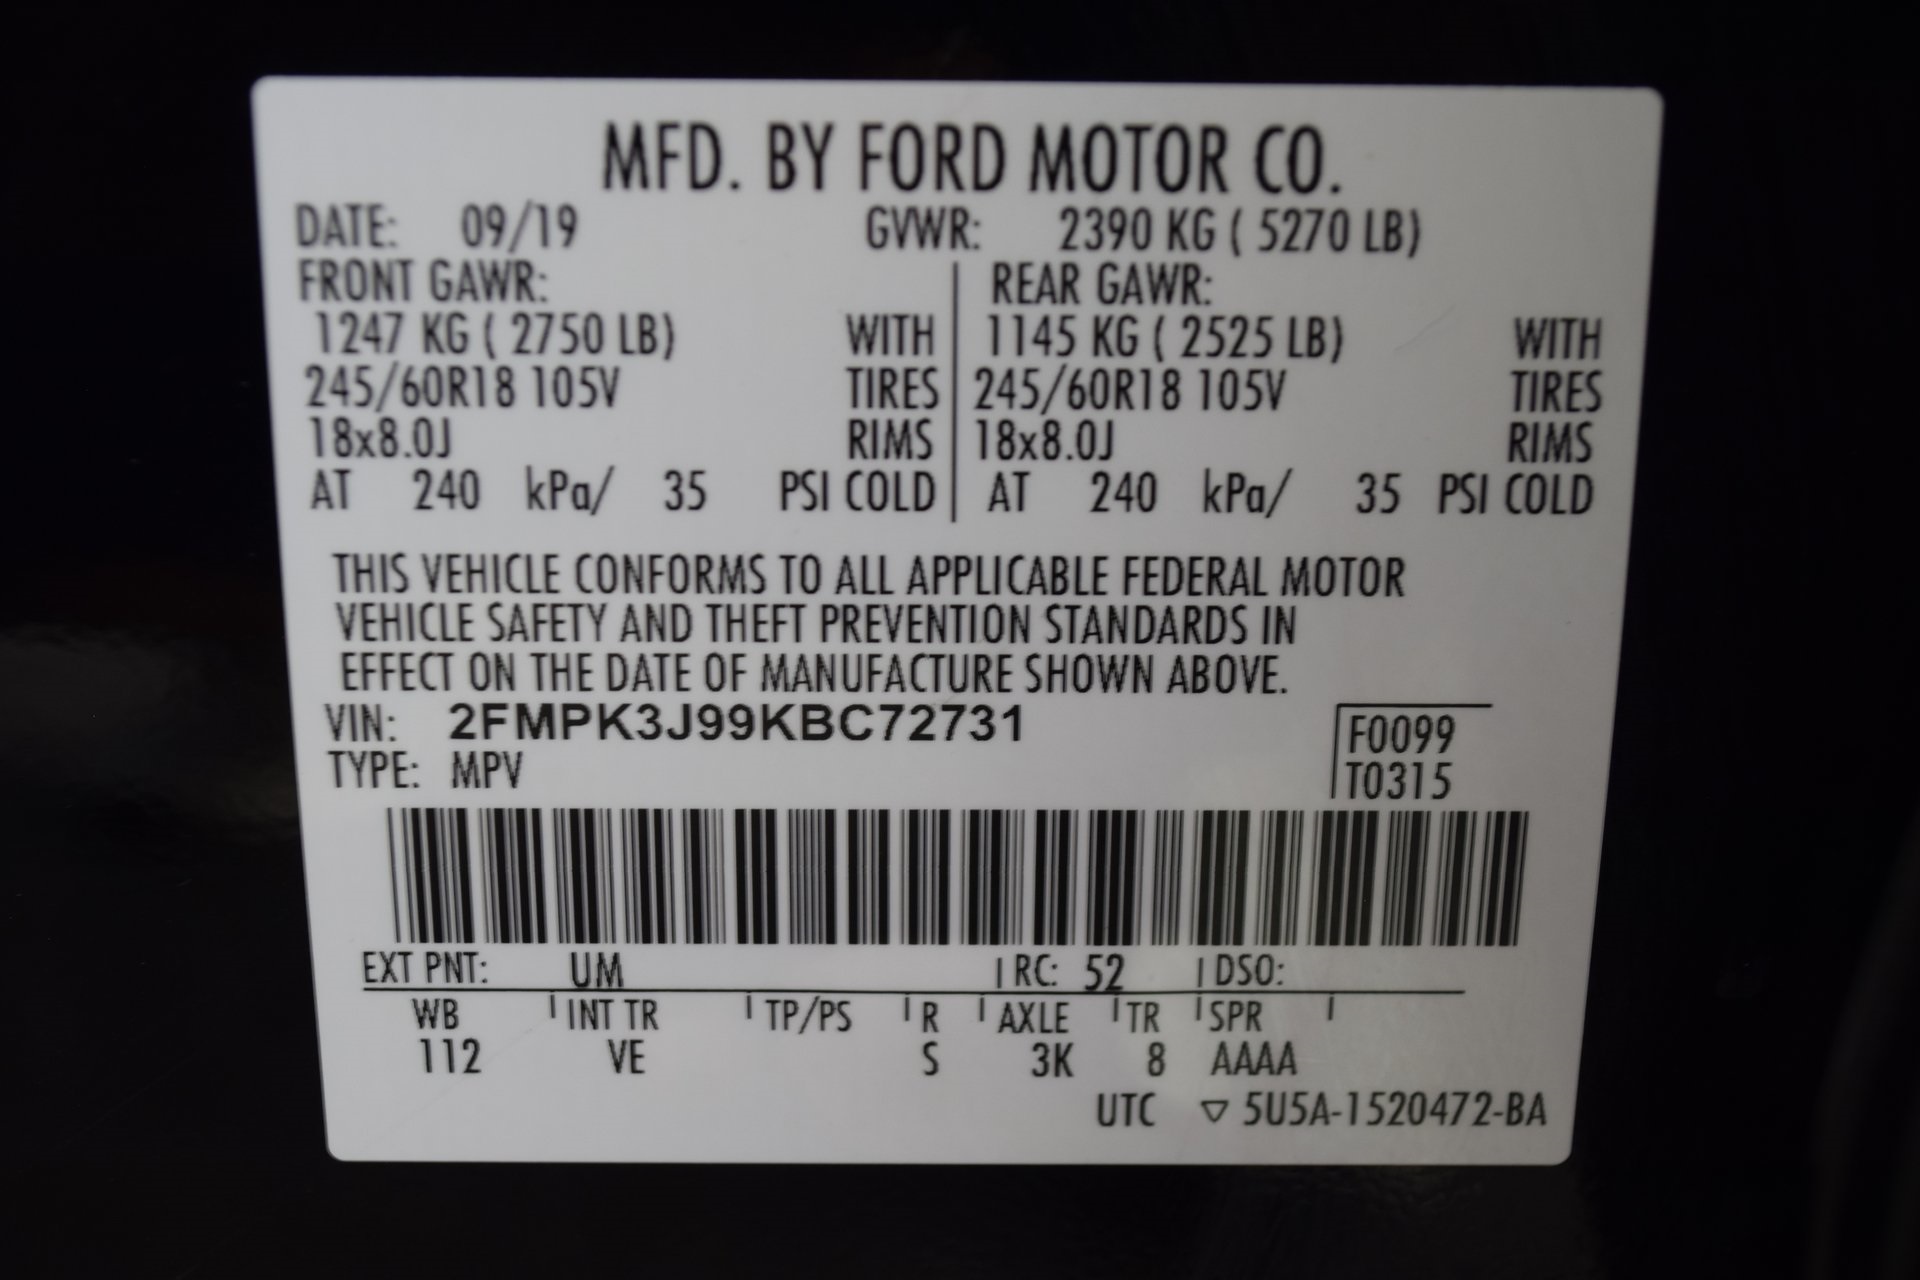 MFD. BY FORD MOTOR CO.
DATE: 09/19 GVWR: 2390 KG ( 5270 LB)
FRONT GAWR: REAR GAWR:
1247 KG ( 2750 LB) WITH 1145 KG ( 2525 LB) WITH
245/60R18 105V TIRES 245/60R18 105V TIRES
18x8.0J RIMS 18x8.0J RIMS
AT 240 kPa/ 35 PSI COLD AT 240 kPa/ 35 PSI COLD
THIS VEHICLE CONFORMS TO ALL APPLICABLE FEDERAL MOTOR
VEHICLE SAFETY AND THEFT PREVENTION STANDARDS IN
EFFECT ON THE DATE OF MANUFACTURE SHOWN ABOVE.
VIN: 2FMPK3J99KBC72731 F0099
TYPE: MPV T0315
EXT PNT: UM RC: 52 DSO:
WB INT TR TP/PS R AXLE TR SPR
112 VE S 3K 8 AAAA
UTC ▽ 5U5A-1520472-BA